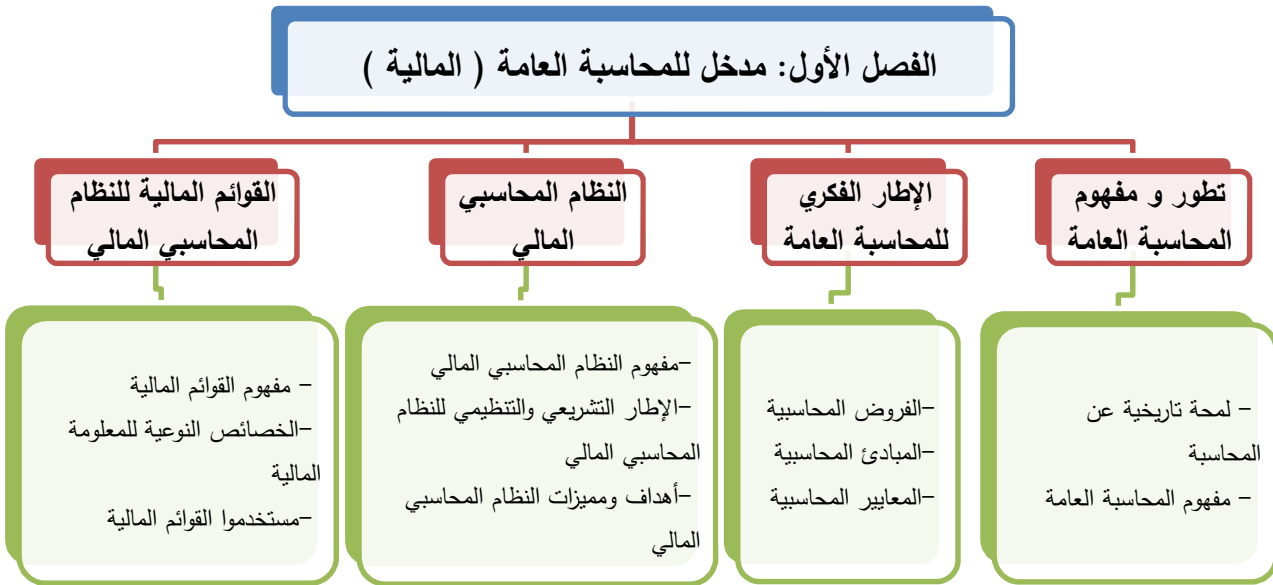 الفصل الأول: مدخل للمحاسبة العامة ( المالية )
تطور و مفهوم
المحاسبة العامة
الإطار الفكري
للمحاسبة العامة
النظام المحاسبي
المالي
القوائم المالية للنظام
المحاسبي المالي
- لمحة تاريخية عن
المحاسبة
- مفهوم المحاسبة العامة
-الفروض المحاسبية
-المبادئ المحاسبية
-المعايير المحاسبية
-مفهوم النظام المحاسبي المالي
-الإطار التشريعي والتنظيمي للنظام
المحاسبي المالي
-أهداف ومميزات النظام المحاسبي
المالي
- مفهوم القوائم المالية
-الخصائص النوعية للمعلومة
المالية
-مستخدموا القوائم المالية